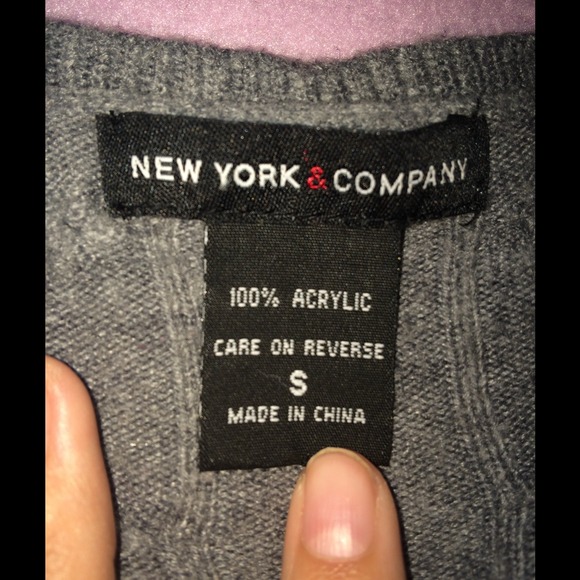 NEW YORK & COMPANY
100% ACRYLIC
CARE ON REVERSE
S
MADE IN CHINA